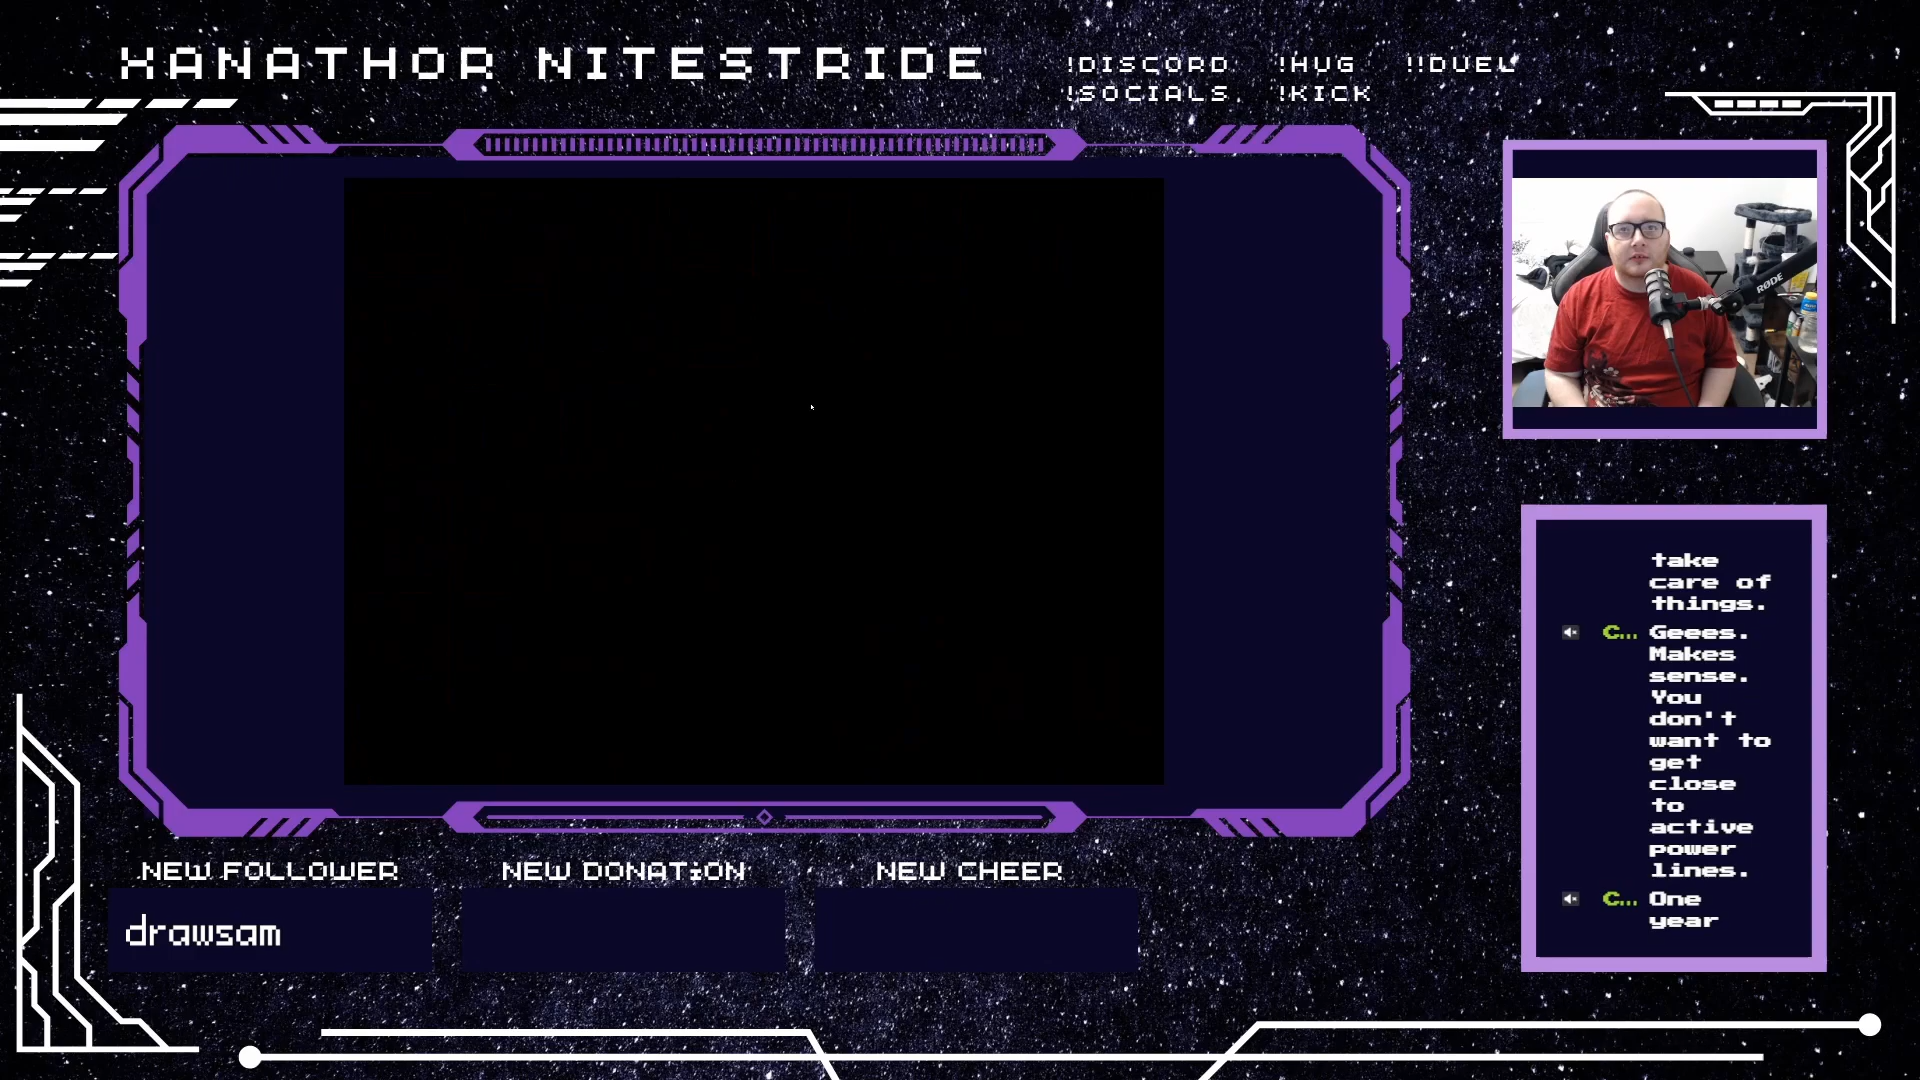 XANATHOR NITESTRIDE
!DISCORD !HUG !!DUEL
!SOCIALS !KICK
RØDE
take
care of
things.
C... Geees.
Makes
sense.
You
don't
want to
get
close
to
active
power
lines.
C... One
year
NEW FOLLOWER NEW DONATION NEW CHEER
drawsam